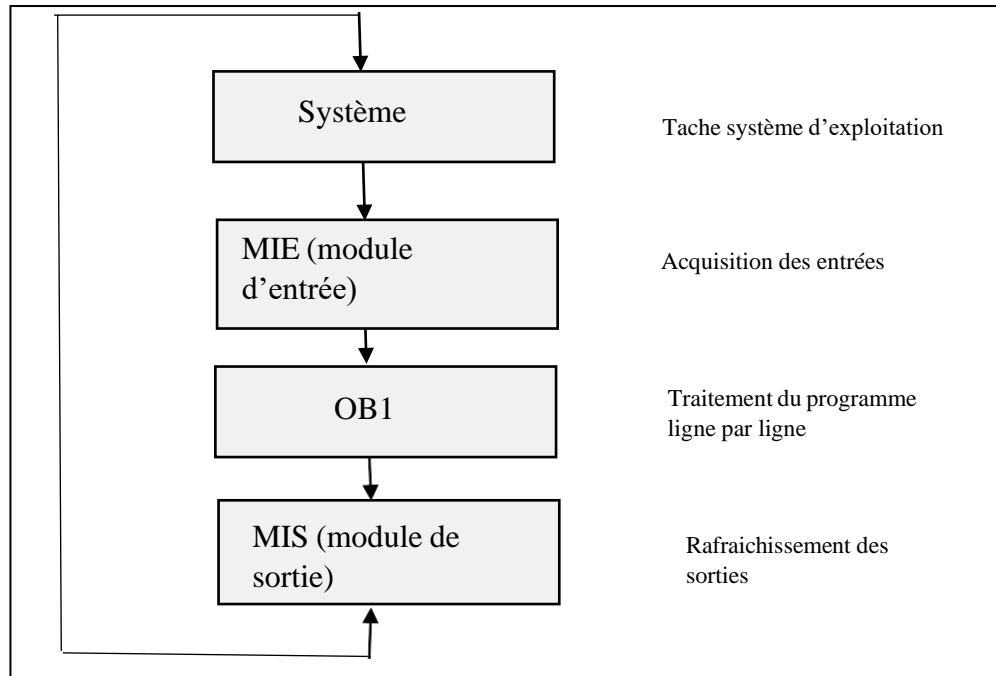 Système
Tache système d'exploitation
MIE (module
d'entrée)
Acquisition des entrées
OB1
Traitement du programme
ligne par ligne
MIS (module de
sortie)
Rafraichissement des
sorties